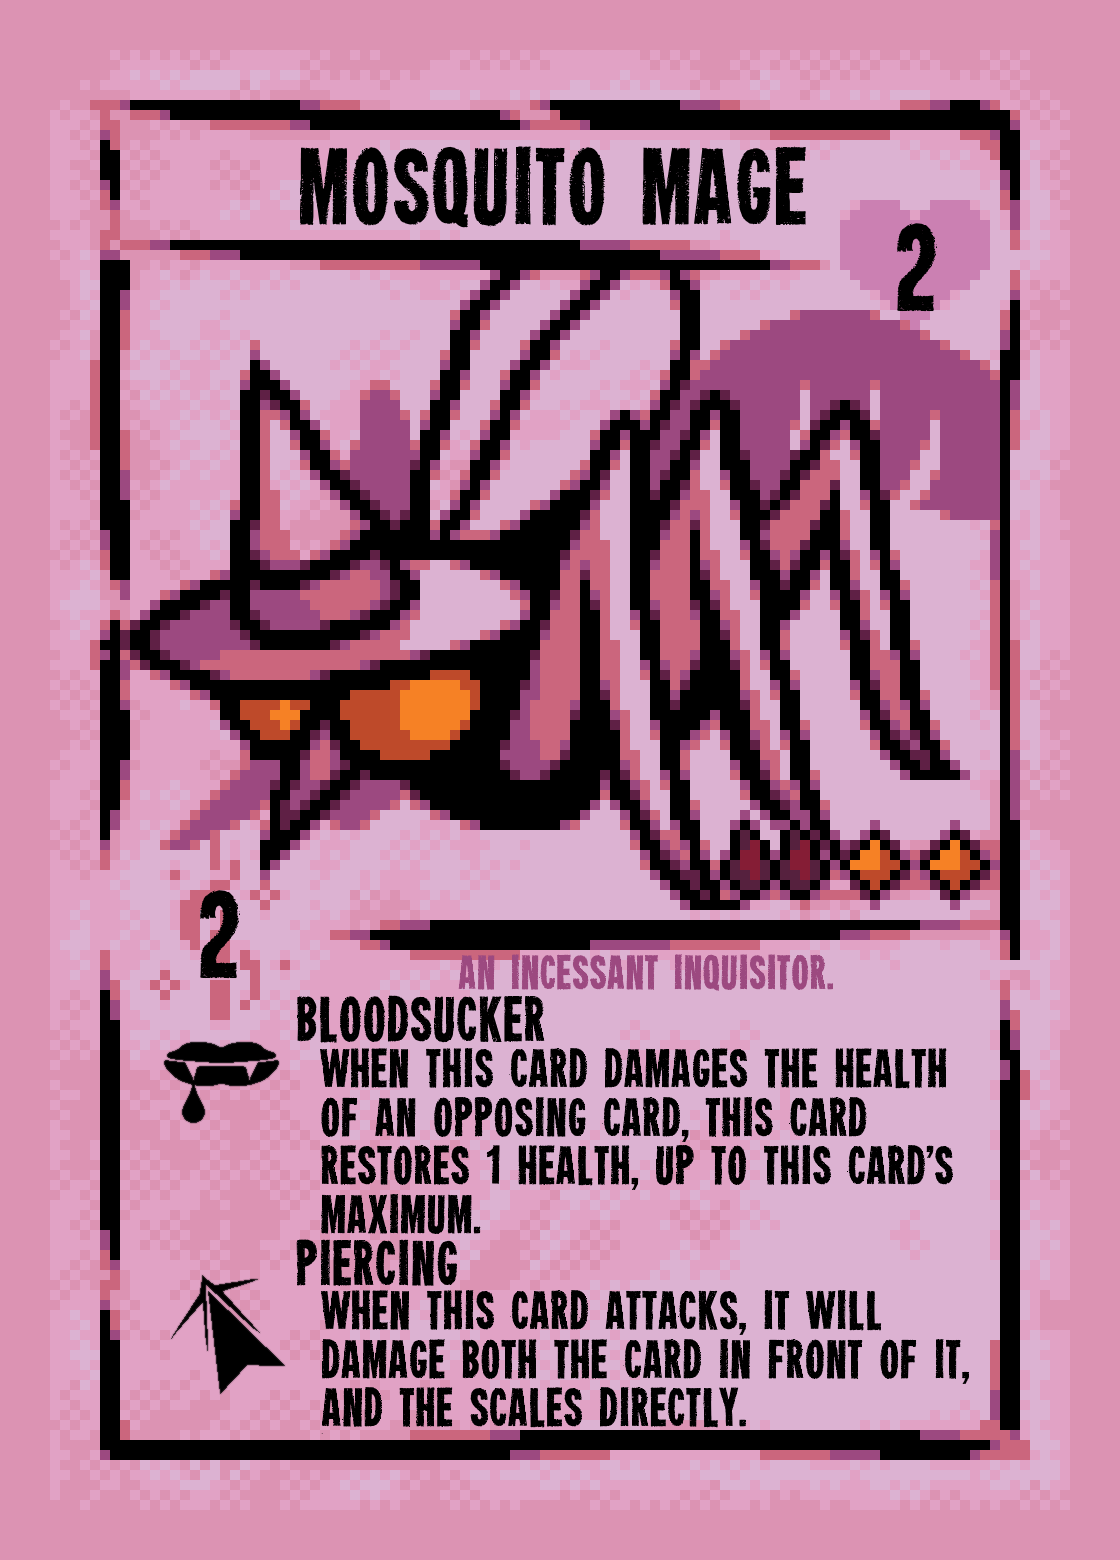 MOSQUITO MAGE
2
2
AN INCESSANT INQUISITOR.
BLOODSUCKER
WHEN THIS CARD DAMAGES THE HEALTH
OF AN OPPOSING CARD, THIS CARD
RESTORES 1 HEALTH, UP TO THIS CARD'S
MAXIMUM.
PIERCING
WHEN THIS CARD ATTACKS, IT WILL
DAMAGE BOTH THE CARD IN FRONT OF IT,
AND THE SCALES DIRECTLY.